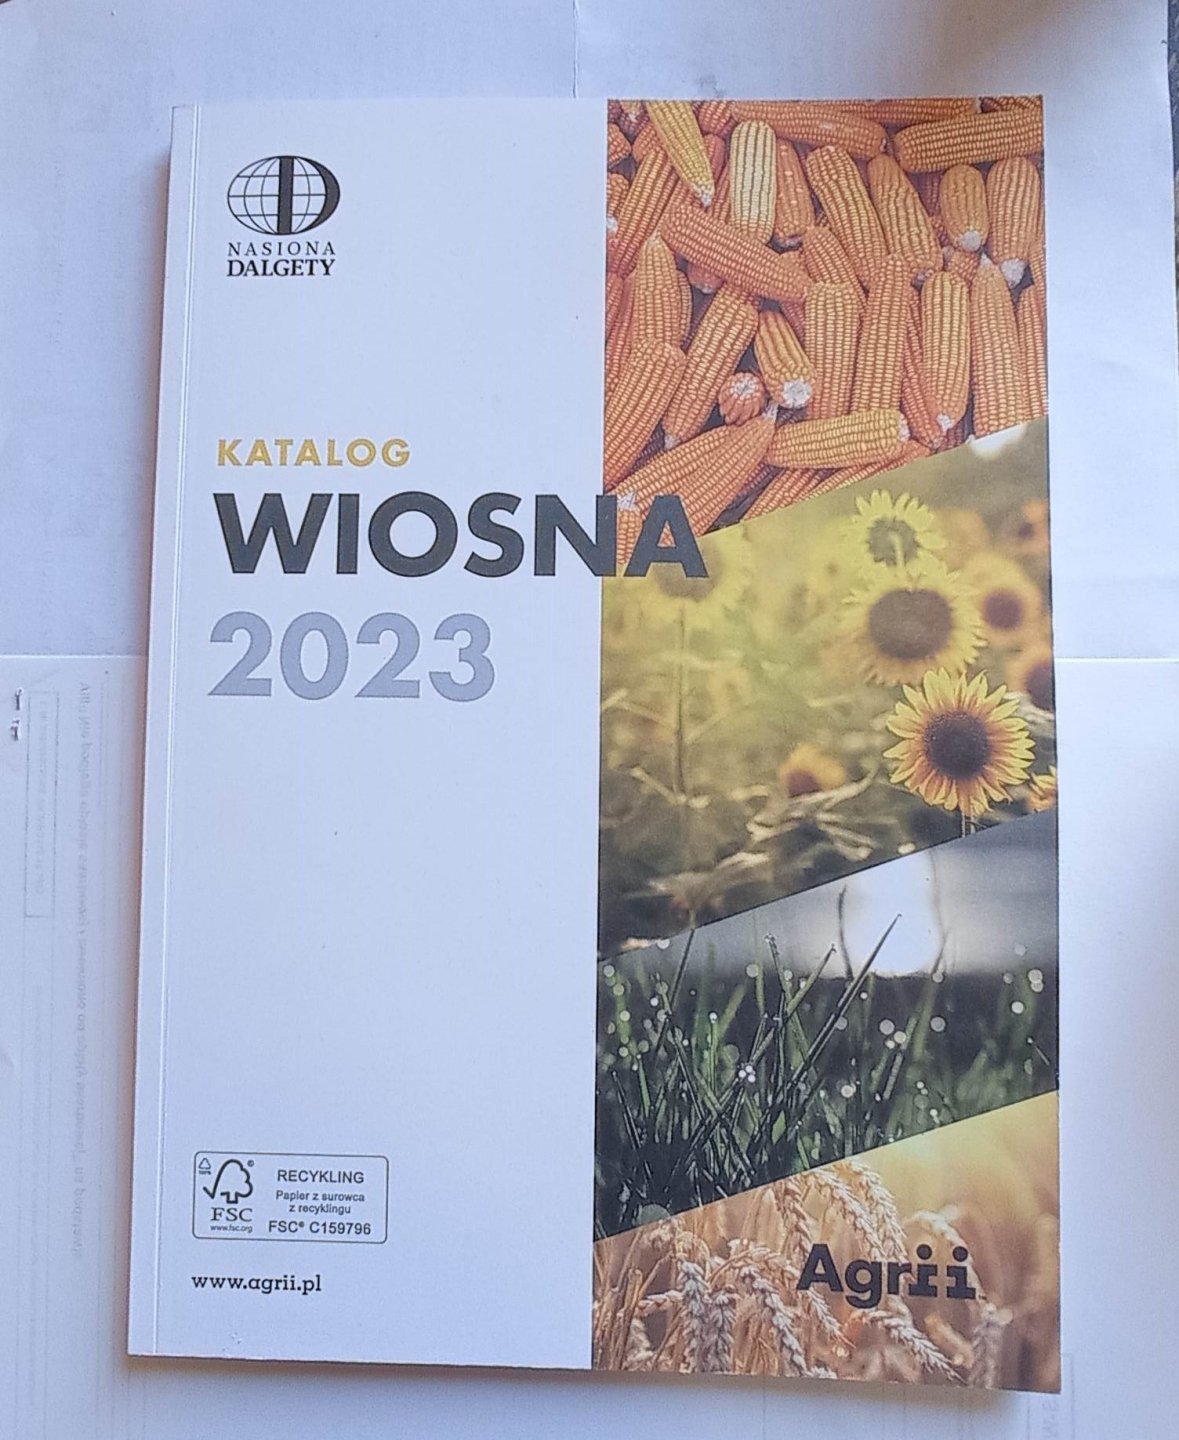 NASIONA
DALGETY
KATALOG
WIOSNA
2023
100%
RECYKLING
Papier z surowca
z recyklingu
FSC® C159796
®
FSC
www.fsc.org
www.agrii.pl
Agrii